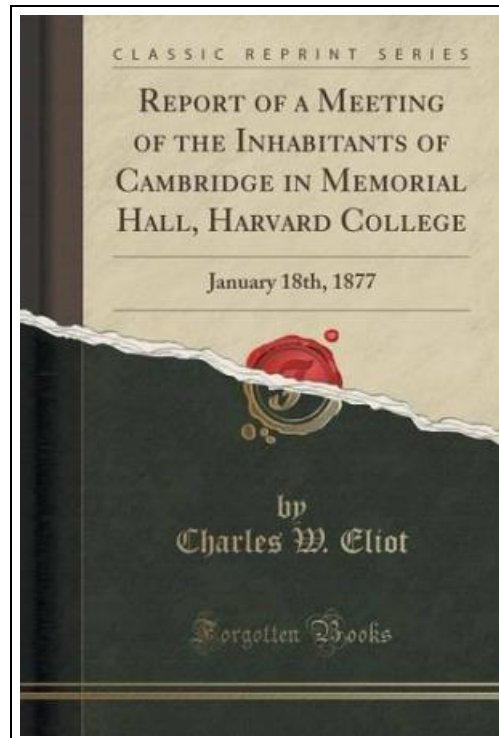 CLASSIC REPRINT SERIES
REPORT OF A MEETING
OF THE INHABITANTS OF
CAMBRIDGE IN MEMORIAL
HALL, HARVARD COLLEGE
January 18th, 1877
by
Charles W. Eliot
Forgotten Books